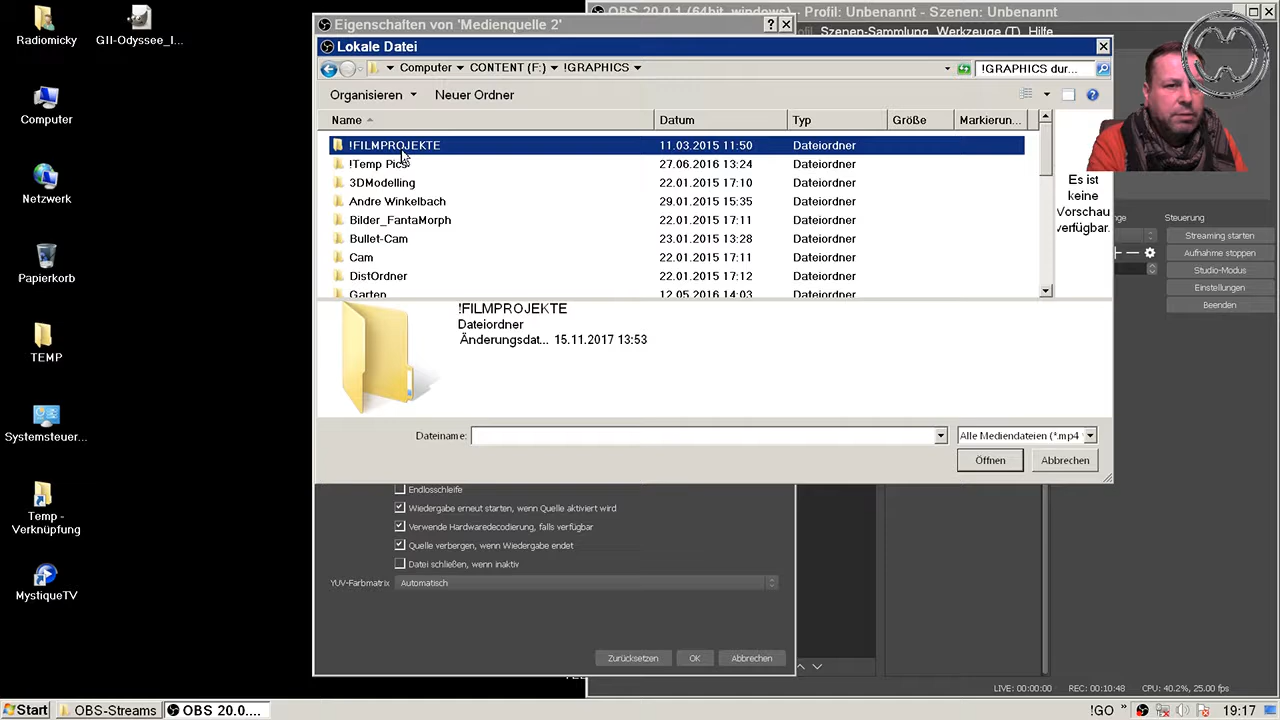 Radiomicky
GII-Odyssee_I...
Computer
Netzwerk
Papierkorb
TEMP
Systemsteuer...
Temp -
Verknüpfung
MystiqueTV
OBS 20.0.1 (64bit, windows) - Profil: Unbenannt - Szenen: Unbenannt
Szenen-Sammlung Werkzeuge (T) Hilfe
Eigenschaften von 'Medienquelle 2'
Lokale Datei
Computer CONTENT (F:) !GRAPHICS
!GRAPHICS dur...
Organisieren Neuer Ordner
Name Datum Typ Größe Markierun...
!FILMPROJEKTE 11.03.2015 11:50 Dateiordner
!Temp Pics 27.06.2016 13:24 Dateiordner
3DModelling 22.01.2015 17:10 Dateiordner
Andre Winkelbach 29.01.2015 15:35 Dateiordner
Bilder_FantaMorph 22.01.2015 17:11 Dateiordner
Bullet-Cam 23.01.2015 13:28 Dateiordner
Cam 22.01.2015 17:11 Dateiordner
DistOrdner 22.01.2015 17:12 Dateiordner
Garten 12.05.2016 14:03 Dateiordner
Es ist
keine
Vorschau
verfügbar.
!FILMPROJEKTE
Dateiordner
Änderungsdat... 15.11.2017 13:53
Dateiname:
Alle Mediendateien (*.mp4
Öffnen Abbrechen
Endlosschleife
Wiedergabe erneut starten, wenn Quelle aktiviert wird
Verwende Hardwaredecodierung, falls verfügbar
Quelle verbergen, wenn Wiedergabe endet
Datei schließen, wenn inaktiv
YUV-Farbmatrix Automatisch
Zurücksetzen OK Abbrechen
Steuerung
Streaming starten
Aufnahme stoppen
Studio-Modus
Einstellungen
Beenden
LIVE: 00:00:00 REC: 00:10:48 CPU: 40.2%, 25.00 fps
Start OBS-Streams OBS 20.0.... !GO » 19:17